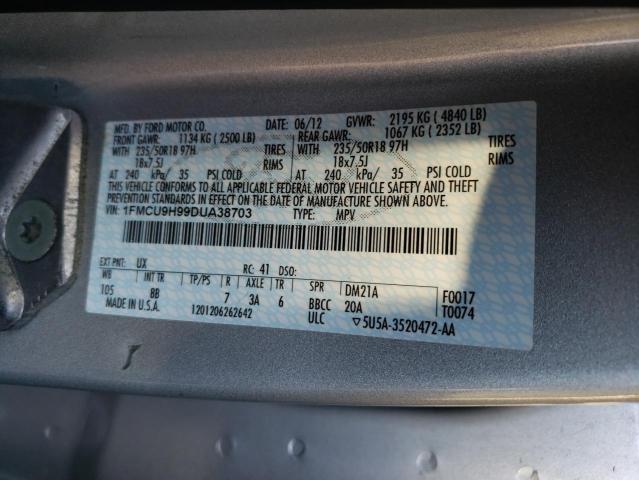 MFD. BY FORD MOTOR CO. DATE: 06/12 GVWR: 2195 KG ( 4840 LB)
FRONT GAWR: 1134 KG ( 2500 LB) REAR GAWR: 1067 KG ( 2352 LB)
WITH 235/50R18 97H TIRES WITH 235/50R18 97H TIRES
18x7.5J RIMS 18x7.5J RIMS
AT 240 kPa/ 35 PSI COLD AT 240 kPa/ 35 PSI COLD
THIS VEHICLE CONFORMS TO ALL APPLICABLE FEDERAL MOTOR VEHICLE SAFETY AND THEFT
PREVENTION STANDARDS IN EFFECT ON THE DATE OF MANUFACTURE SHOWN ABOVE.
VIN: 1FMCU9H99DUA38703 TYPE: MPV
EXT PNT: UX RC: 41 DSO:
WB INT TR TP/PS R AXLE TR SPR DM21A F0017
105 8B 7 3A 6 BBCC 20A T0074
MADE IN U.S.A. 1201206262642 ULC ▽5U5A-3520472-AA